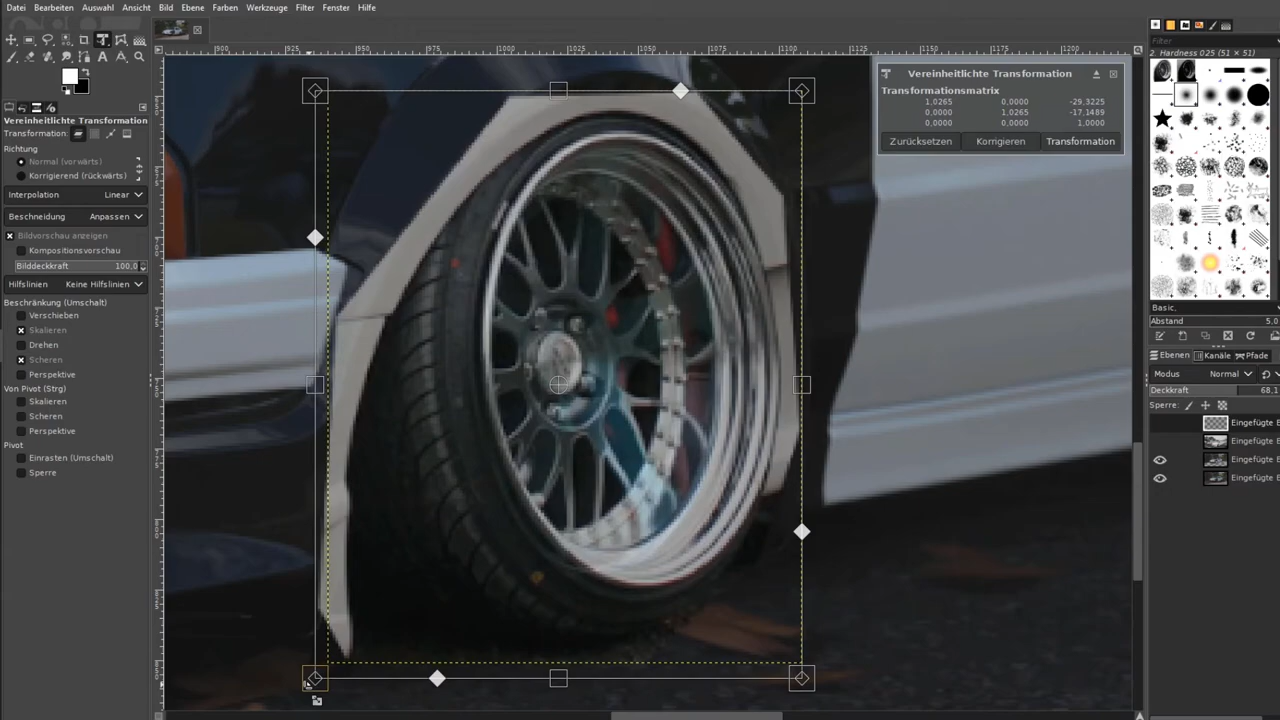 Datei Bearbeiten Auswahl Ansicht Bild Ebene Farben Werkzeuge Filter Fenster Hilfe
900 925 950 975 1000 1025 1050 1075 1100 1125 1150 1175 1200
Filter
2. Hardness 025 (51 × 51)
Vereinheitlichte Transformation
Transformationsmatrix
1,0265 0,0000 -29,3225
0,0000 1,0265 -17,1489
0,0000 0,0000 1,0000
Zurücksetzen Korrigieren Transformation
Vereinheitlichte Transformation
Transformation:
Richtung
Normal (vorwärts)
Korrigierend (rückwärts)
Interpolation Linear
Beschneidung Anpassen
Bildvorschau anzeigen
Kompositionsvorschau
Bilddeckkraft 100,0
Hilfslinien Keine Hilfslinien
Beschränkung (Umschalt)
Verschieben
Skalieren
Drehen
Scheren
Perspektive
Von Pivot (Strg)
Skalieren
Scheren
Perspektive
Pivot
Einrasten (Umschalt)
Sperre
Basic,
Abstand 5,0
Ebenen Kanäle Pfade
Modus Normal
Deckkraft 68,1
Sperre:
Eingefügte E
Eingefügte E
Eingefügte E
Eingefügte E